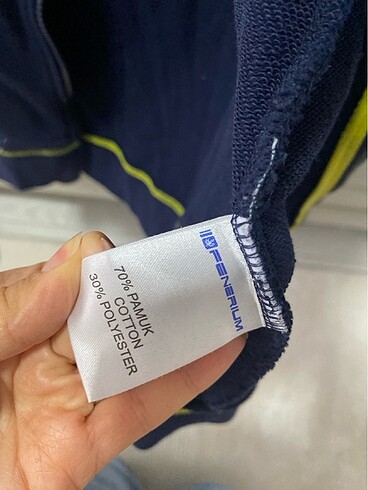 FENERIUM
70% PAMUK
COTTON
30% POLYESTER